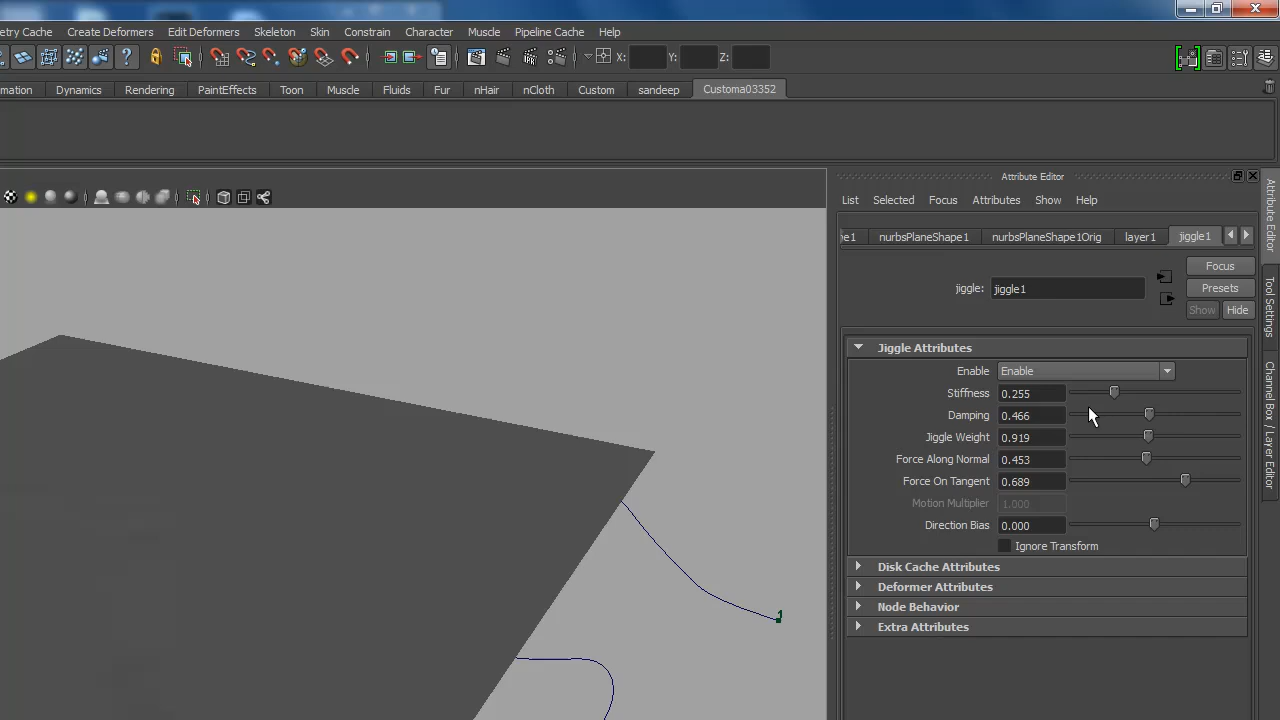 etry Cache Create Deformers Edit Deformers Skeleton Skin Constrain Character Muscle Pipeline Cache Help
? X: Y: Z:
mation Dynamics Rendering PaintEffects Toon Muscle Fluids Fur nHair nCloth Custom sandeep Customa03352
Attribute Editor
List Selected Focus Attributes Show Help
ne1 nurbsPlaneShape1 nurbsPlaneShape1Orig layer1 jiggle1
Focus
jiggle: jiggle1 Presets
Show Hide
Jiggle Attributes
Enable Enable
Stiffness 0.255
Damping 0.466
Jiggle Weight 0.919
Force Along Normal 0.453
Force On Tangent 0.689
Motion Multiplier 1.000
Direction Bias 0.000
Ignore Transform
Disk Cache Attributes
Deformer Attributes
Node Behavior
Extra Attributes
1
Attribute Editor
Tool Settings
Channel Box / Layer Editor